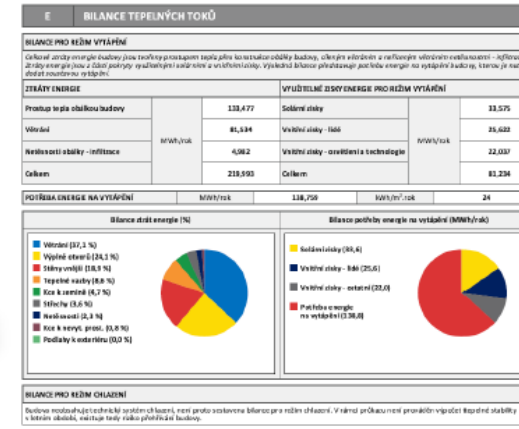 E BILANCE TEPELNÝCH TOKŮ
BILANCE PRO REŽIM VYTÁPĚNÍ
Celkové ztráty energie budovy jsou tvořeny prostupem tepla přes konstrukce obálky budovy, cíleným větráním a neřízeným větráním netěsnostmi - infiltrac
ztráty energie jsou z části pokryty využitelnými solárními a vnitřními zisky. Výsledná bilance představuje potřebu energie na vytápění budovy, kterou je nut
dodat soustavou vytápění.
ZTRÁTY ENERGIE VYUŽITELNÉ ZISKY ENERGIE PRO REŽIM VYTÁPĚNÍ
Prostup tepla obálkou budovy 133,477 Solární zisky 33,575
Větrání 81,534 Vnitřní zisky - lidé 25,622
MWh/rok MWh/rok
Netěsnosti obálky - infiltrace 4,982 Vnitřní zisky - osvětlení a technologie 22,037
Celkem 219,993 Celkem 81,234
POTŘEBA ENERGIE NA VYTÁPĚNÍ MWh/rok 138,759 kWh/m².rok 24
Bilance ztrát energie (%) Bilance potřeby energie na vytápění (MWh/rok)
Větrání (37,1 %)
Výplně otvorů (24,1 %)
Stěny vnější (18,9 %)
Tepelné vazby (8,6 %)
Kce k zemině (4,7 %)
Střechy (3,6 %)
Netěsnosti (2,3 %)
Kce k nevyt. prost. (0,8 %)
Podlahy k exteriéru (0,0 %)
Solární zisky (33,6)
Vnitřní zisky - lidé (25,6)
Vnitřní zisky - ostatní (22,0)
Potřeba energie
na vytápění (138,8)
BILANCE PRO REŽIM CHLAZENÍ
Budova neobsahuje technický systém chlazení, není proto sestavena bilance pro režim chlazení. V rámci průkazu není prováděn výpočet tepelné stability
v letním období, existuje tedy riziko přehřívání budovy.